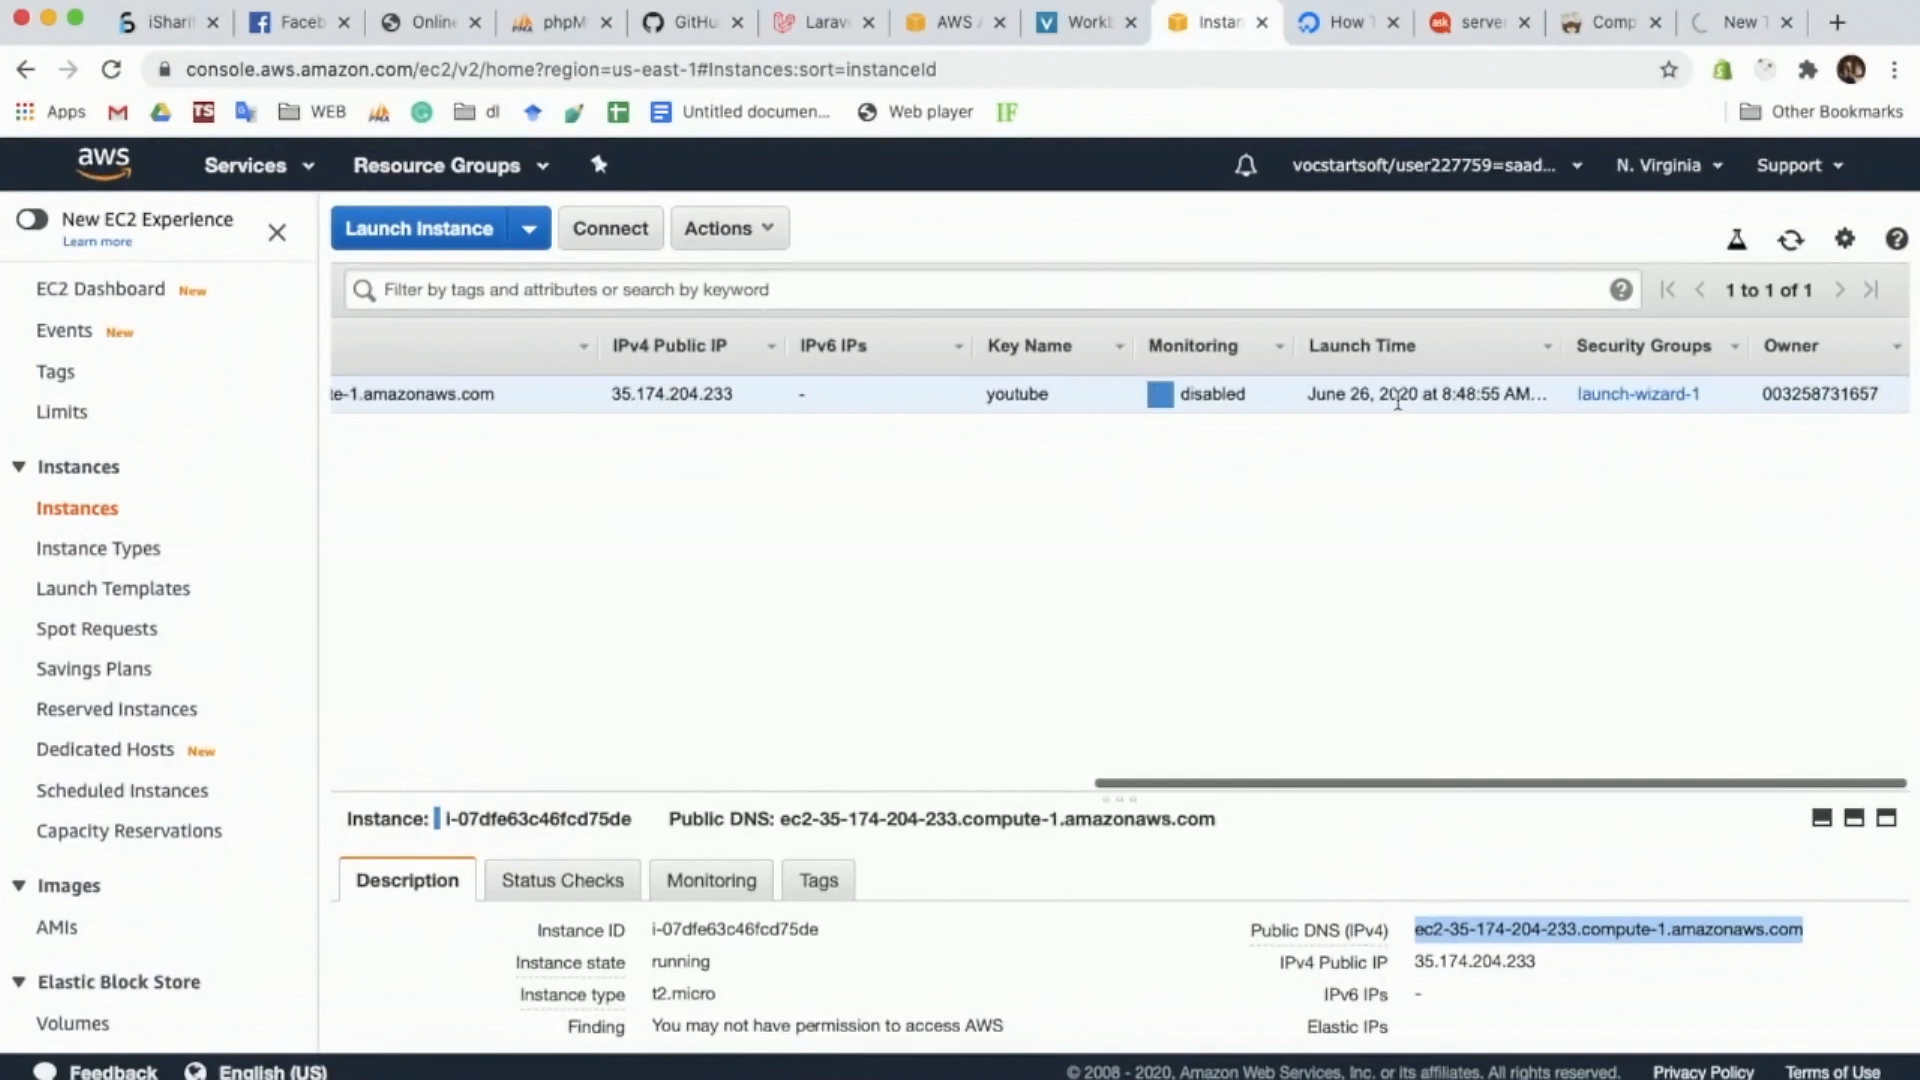 iSharit
Faceb
Online
phpM
GitHu
Larav
AWS
Workb
Instan
How T
ask
server
Comp
New T
console.aws.amazon.com/ec2/v2/home?region=us-east-1#Instances:sort=instanceId
Apps
TS
WEB
dl
Untitled documen...
Web player
IF
Other Bookmarks
aws
Services
Resource Groups
vocstartsoft/user227759=saad...
N. Virginia
Support
New EC2 Experience
Learn more
Launch Instance
Connect
Actions
Filter by tags and attributes or search by keyword
1 to 1 of 1
IPv4 Public IP
IPv6 IPs
Key Name
Monitoring
Launch Time
Security Groups
Owner
te-1.amazonaws.com
35.174.204.233
-
youtube
disabled
June 26, 2020 at 8:48:55 AM...
launch-wizard-1
003258731657
EC2 Dashboard New
Events New
Tags
Limits
Instances
Instances
Instance Types
Launch Templates
Spot Requests
Savings Plans
Reserved Instances
Dedicated Hosts New
Scheduled Instances
Capacity Reservations
Images
AMIs
Elastic Block Store
Volumes
Instance: i-07dfe63c46fcd75de Public DNS: ec2-35-174-204-233.compute-1.amazonaws.com
Description
Status Checks
Monitoring
Tags
Instance ID i-07dfe63c46fcd75de
Instance state running
Instance type t2.micro
Finding You may not have permission to access AWS
Public DNS (IPv4) ec2-35-174-204-233.compute-1.amazonaws.com
IPv4 Public IP 35.174.204.233
IPv6 IPs -
Elastic IPs
Feedback
English (US)
© 2008 - 2020, Amazon Web Services, Inc. or its affiliates. All rights reserved.
Privacy Policy
Terms of Use